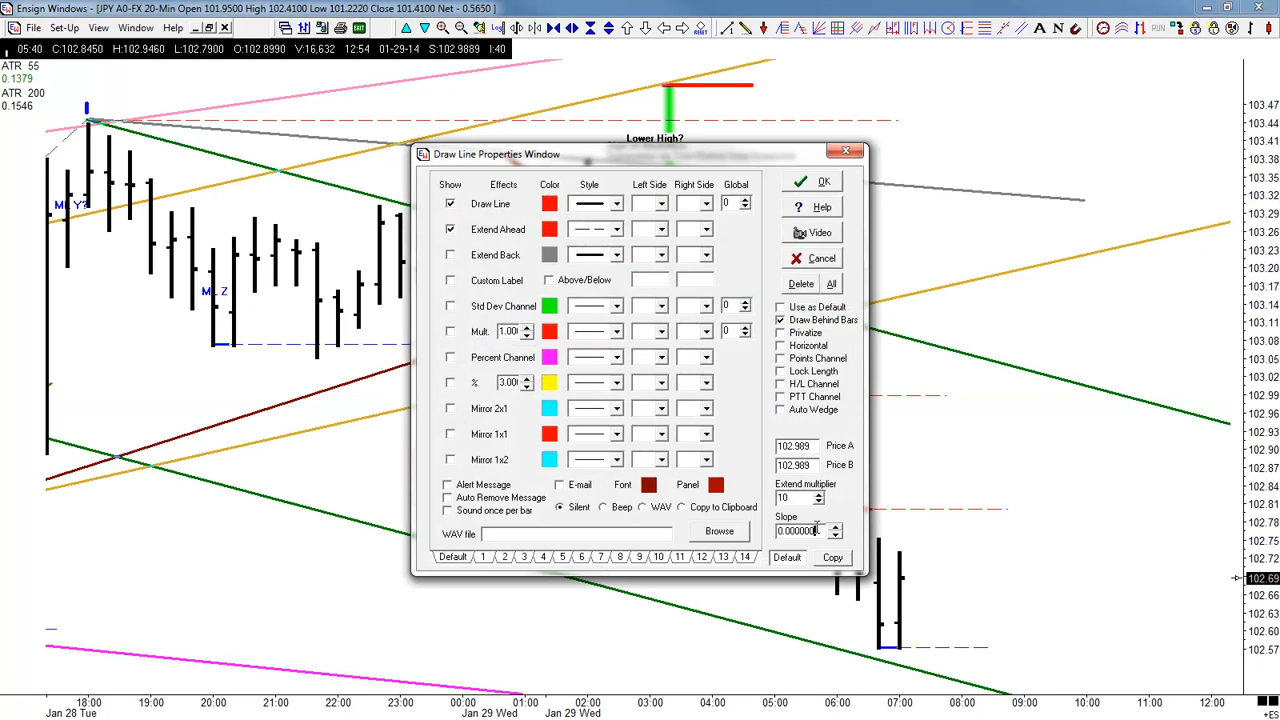 Ensign Windows - [JPY A0-FX 20-Min Open 101.9500 High 102.4100 Low 101.2220 Close 101.4100 Net - 0.5650 ]
File Set-Up View Windows Help
05:40 C:102.8450 H:102.9460 L:102.7900 O:102.8990 V:16,632 12:54 01-29-14 S:102.9889 I:40
ATR 55
0.1379
ATR 200
0.1546
Lower High?
ML Z
Draw Line Properties Window
Show Effects Color Style Left Side Right Side Global
Draw Line 0
Extend Ahead
Extend Back
Custom Label Above/Below
Std Dev Channel 0
Mult. 1.00 0
Percent Channel
% 3.00
Mirror 2x1
Mirror 1x1
Mirror 1x2
Alert Message E-mail Font Panel
Auto Remove Message
Sound once per bar Silent Beep WAV Copy to Clipboard
WAV file Browse
Default 1 2 3 4 5 6 7 8 9 10 11 12 13 14
OK
Help
Video
Cancel
Delete All
Use as Default
Draw Behind Bars
Privatize
Horizontal
Points Channel
Lock Length
H/L Channel
PTT Channel
Auto Wedge
102.989 Price A
102.989 Price B
Extend multiplier
10
Slope
0.000000
Default Copy
103.47
103.44
103.41
103.38
103.35
103.32
103.29
103.26
103.23
103.20
103.17
103.14
103.11
103.08
103.05
103.02
102.99
102.96
102.93
102.90
102.87
102.84
102.81
102.78
102.75
102.72
102.69
102.66
102.63
102.60
102.57
18:00 19:00 20:00 21:00 22:00 23:00 00:00 01:00 02:00 03:00 04:00 05:00 06:00 07:00 08:00 09:00 10:00 11:00 12:00
Jan 28 Tue Jan 29 Wed Jan 29 Wed +ES